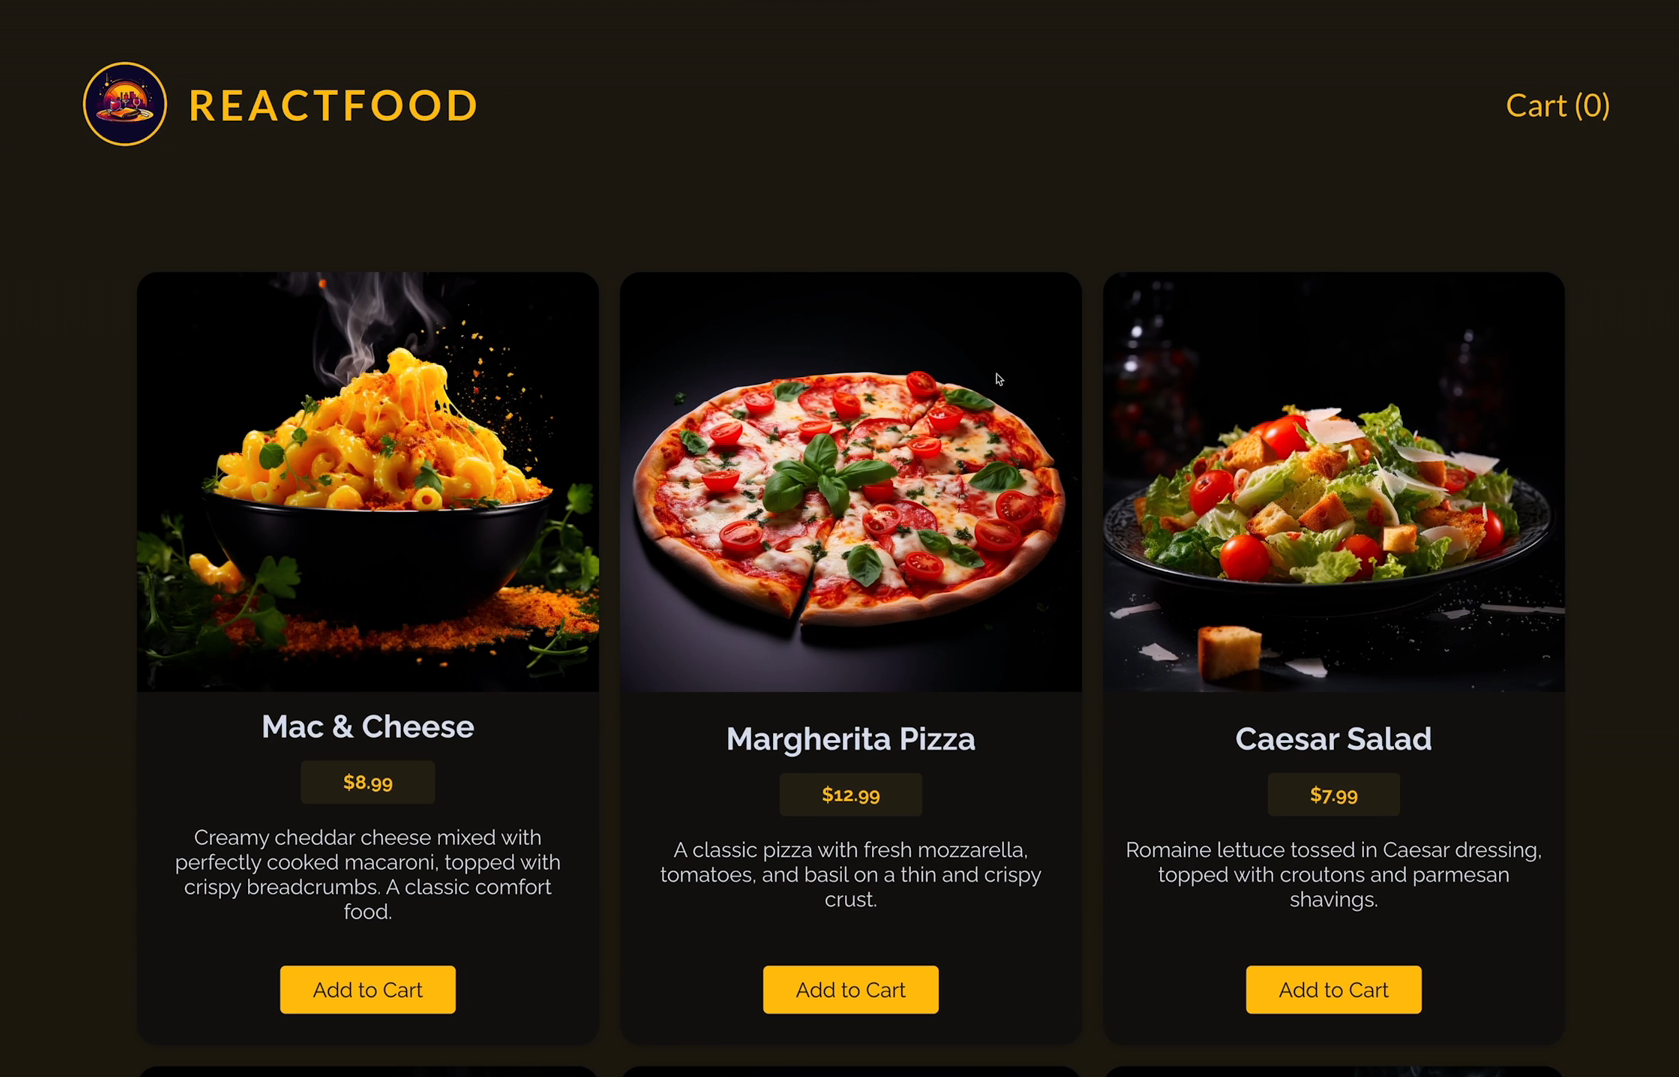 REACTFOOD
Cart (0)
Mac & Cheese
$8.99
Creamy cheddar cheese mixed with
perfectly cooked macaroni, topped with
crispy breadcrumbs. A classic comfort
food.
Add to Cart
Margherita Pizza
$12.99
A classic pizza with fresh mozzarella,
tomatoes, and basil on a thin and crispy
crust.
Add to Cart
Caesar Salad
$7.99
Romaine lettuce tossed in Caesar dressing,
topped with croutons and parmesan
shavings.
Add to Cart